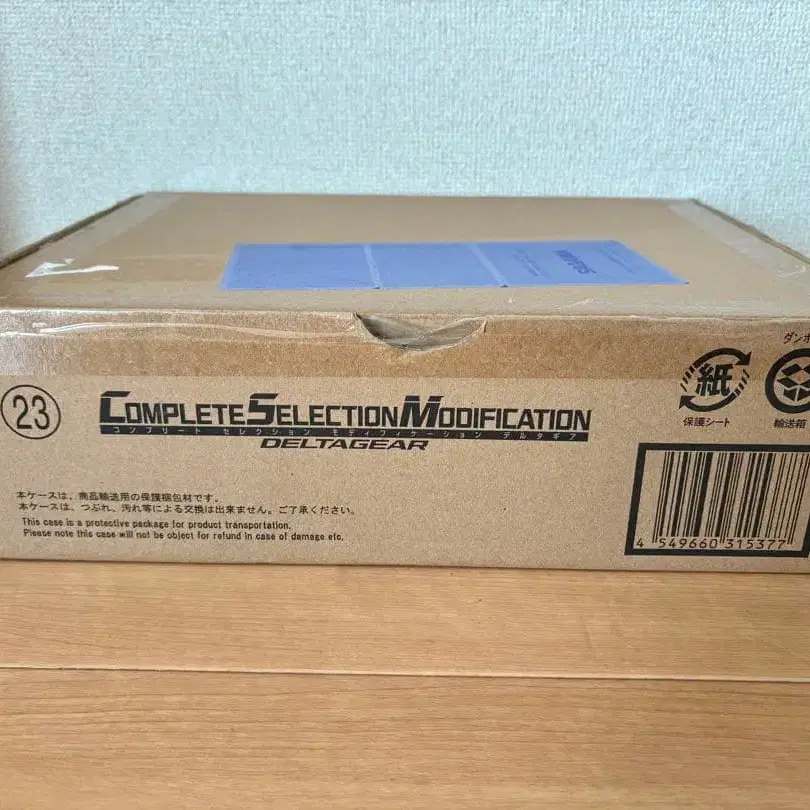 23
COMPLETE SELECTION MODIFICATION
コンプリート セレクション モディフィケーション デルタギア
DELTAGEAR
紙
保護シート
ダンボ
輸送箱
本ケースは、商品輸送用の保護梱包材です。
本ケースは、つぶれ、汚れ等による交換は出来ません。ご了承ください。
This case is a protective package for product transportation.
Please note this case will not be object for refund in case of damage etc.
4 549660 315377